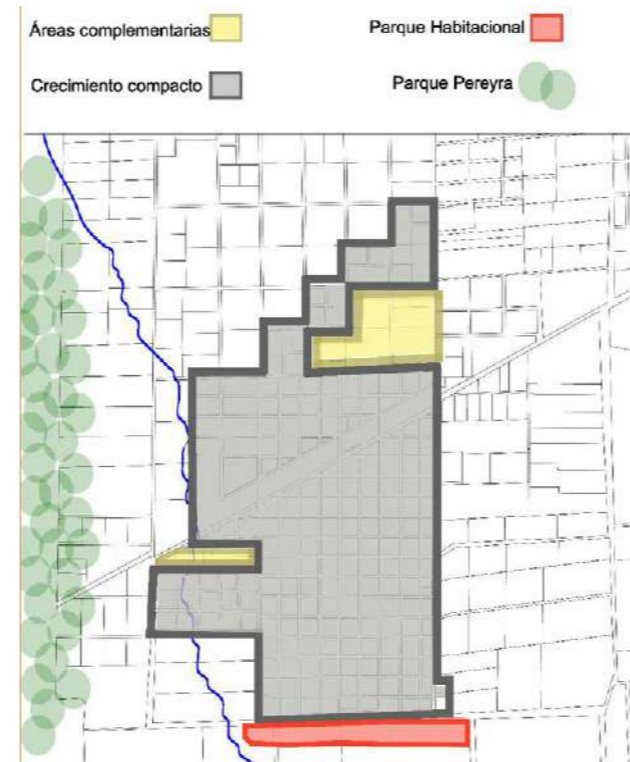 Áreas complementarias
Parque Habitacional
Crecimiento compacto
Parque Pereyra